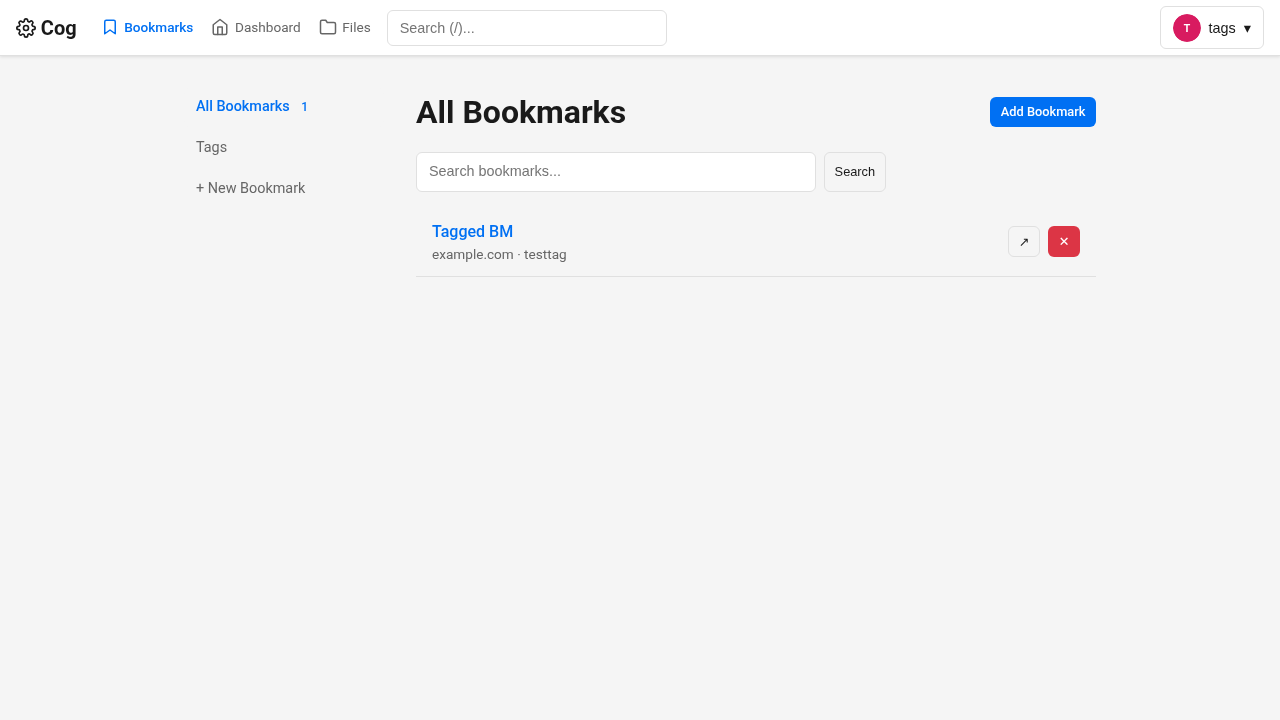 Cog Bookmarks Dashboard Files Search (/)... T tags ▾
All Bookmarks 1
Tags
+ New Bookmark
All Bookmarks Add Bookmark
Search bookmarks... Search
Tagged BM
example.com · testtag
↗ ✕